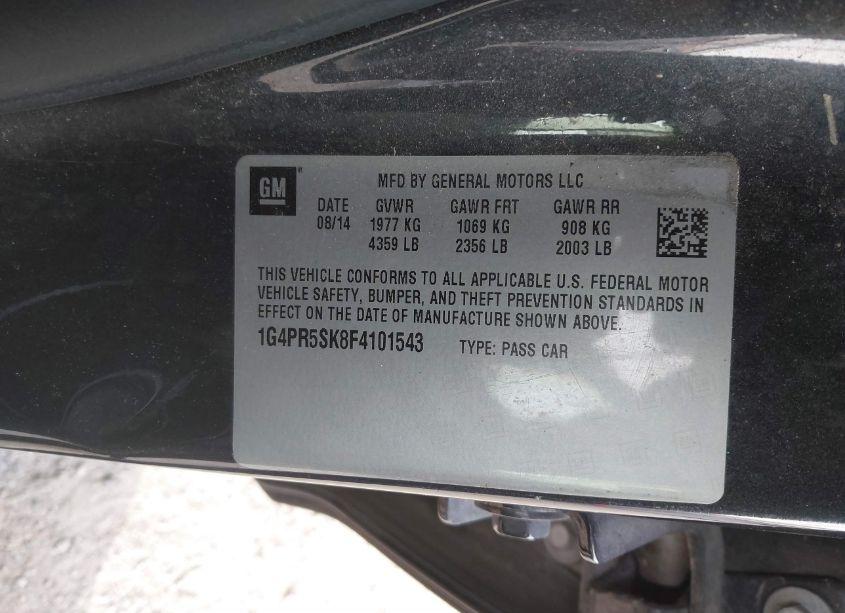 GM
MFD BY GENERAL MOTORS LLC
DATE GVWR GAWR FRT GAWR RR
08/14 1977 KG 1069 KG 908 KG
4359 LB 2356 LB 2003 LB
THIS VEHICLE CONFORMS TO ALL APPLICABLE U.S. FEDERAL MOTOR
VEHICLE SAFETY, BUMPER, AND THEFT PREVENTION STANDARDS IN
EFFECT ON THE DATE OF MANUFACTURE SHOWN ABOVE.
1G4PR5SK8F4101543 TYPE: PASS CAR